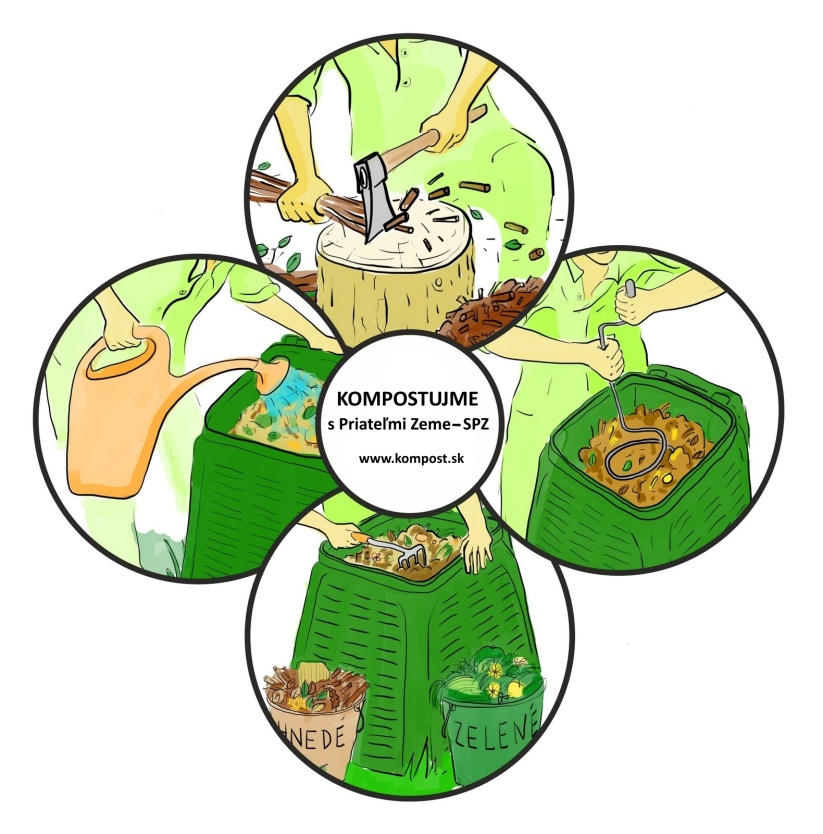 KOMPOSTUJME
s Priateľmi Zeme–SPZ
www.kompost.sk
HNEDÉ
ZELENÉ